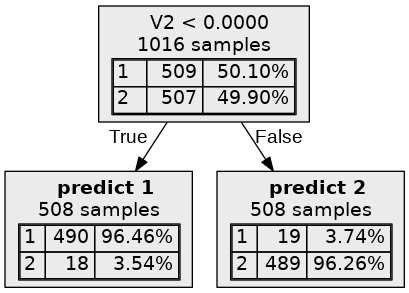 V2 < 0.0000
1016 samples
1 509 50.10%
2 507 49.90%
True False
predict 1
508 samples
1 490 96.46%
2 18 3.54%
predict 2
508 samples
1 19 3.74%
2 489 96.26%